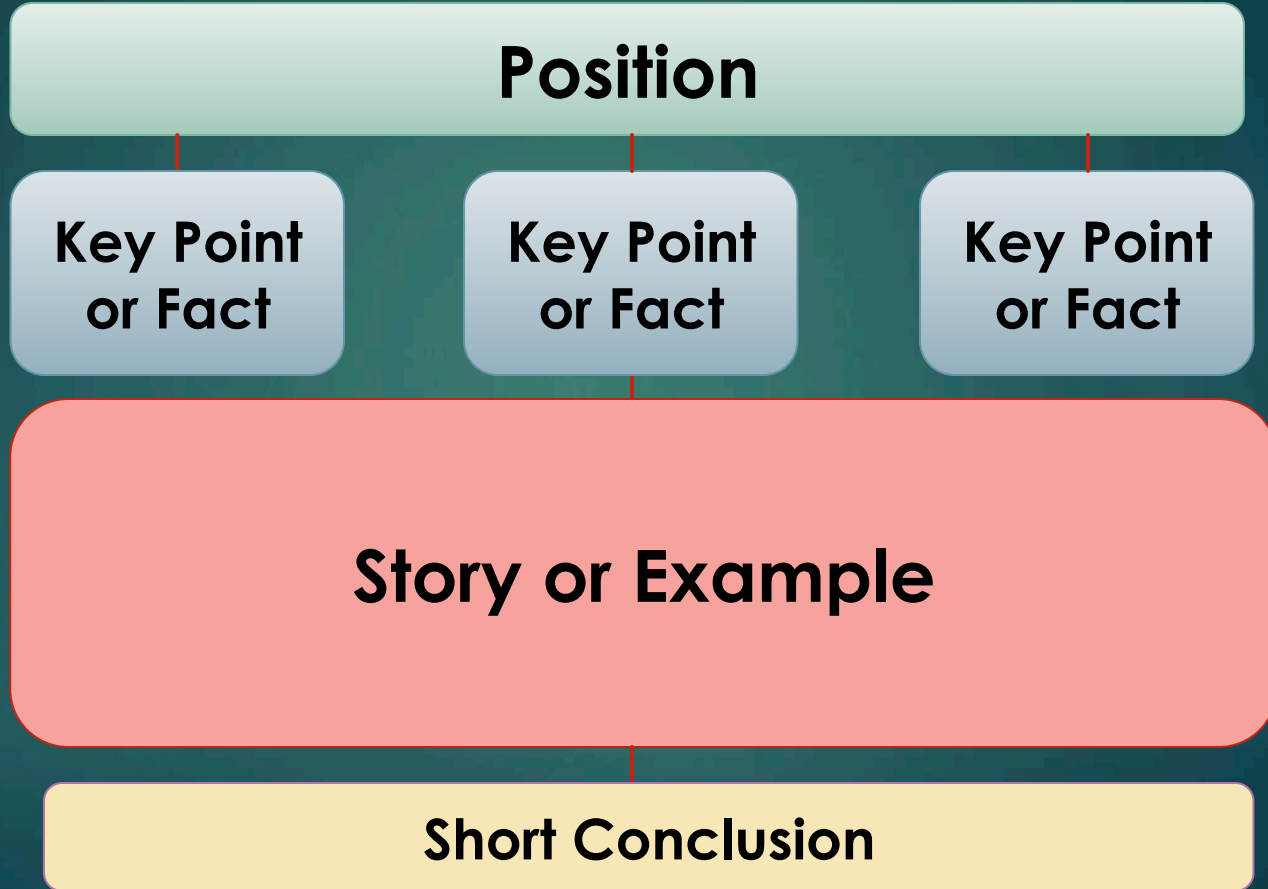 Position
Key Point
or Fact
Key Point
or Fact
Key Point
or Fact
Story or Example
Short Conclusion